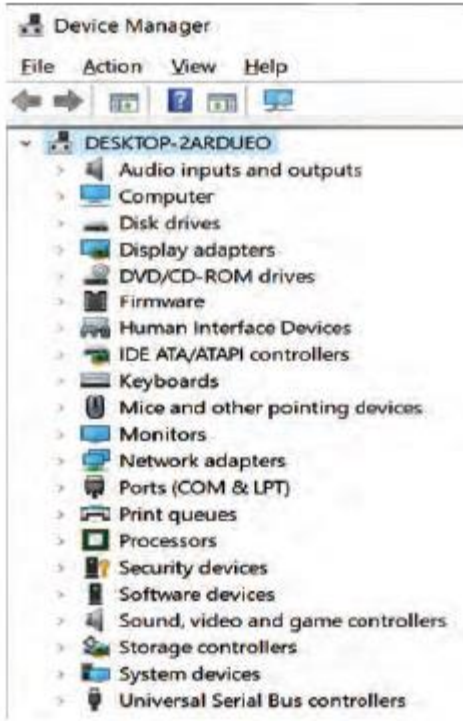 Device Manager
File Action View Help
DESKTOP-2ARDUEO
Audio inputs and outputs
Computer
Disk drives
Display adapters
DVD/CD-ROM drives
Firmware
Human Interface Devices
IDE ATA/ATAPI controllers
Keyboards
Mice and other pointing devices
Monitors
Network adapters
Ports (COM & LPT)
Print queues
Processors
Security devices
Software devices
Sound, video and game controllers
Storage controllers
System devices
Universal Serial Bus controllers